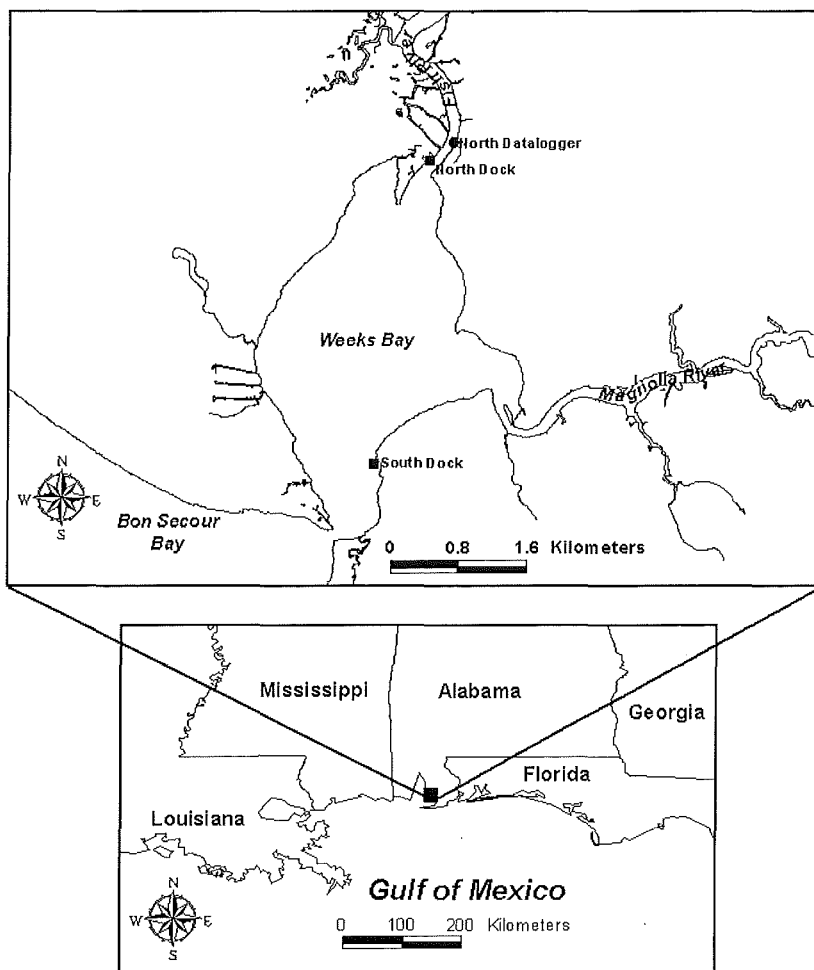 North Datalogger
North Dock
Weeks Bay
Magnolia River
South Dock
N
W E
S
Bon Secour
Bay
0 0.8 1.6 Kilometers
Mississippi
Alabama
Georgia
Florida
Louisiana
Gulf of Mexico
N
W E
S
0 100 200 Kilometers